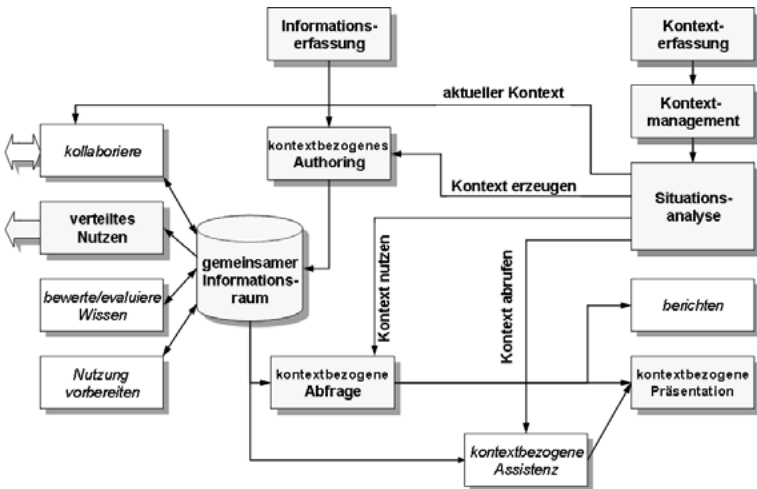 Informations-
erfassung
Kontext-
erfassung
aktueller Kontext
Kontext-
management
kollaboriere
kontextbezogenes
Authoring
Kontext erzeugen
Situations-
analyse
verteiltes
Nutzen
gemeinsamer
Informations-
raum
Kontext nutzen
Kontext abrufen
bewerte/evaluiere
Wissen
berichten
Nutzung
vorbereiten
kontextbezogene
Abfrage
kontextbezogene
Präsentation
kontextbezogene
Assistenz